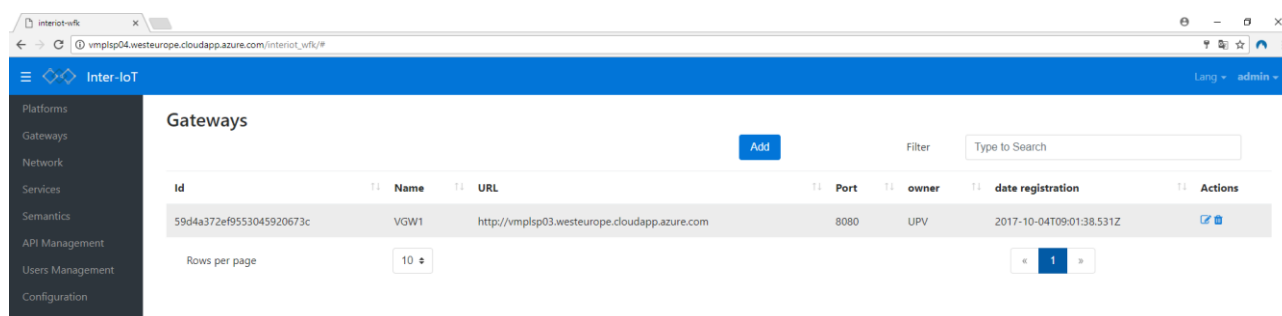 interiot-wfk
vmplsp04.westeurope.cloudapp.azure.com/interiot_wfk/#
Inter-IoT
Lang admin
Platforms
Gateways
Network
Services
Semantics
API Management
Users Management
Configuration
Gateways
Add Filter Type to Search
Id Name URL Port owner date registration Actions
59d4a372ef9553045920673c VGW1 http://vmplsp03.westeurope.cloudapp.azure.com 8080 UPV 2017-10-04T09:01:38.531Z
Rows per page 10 « 1 »